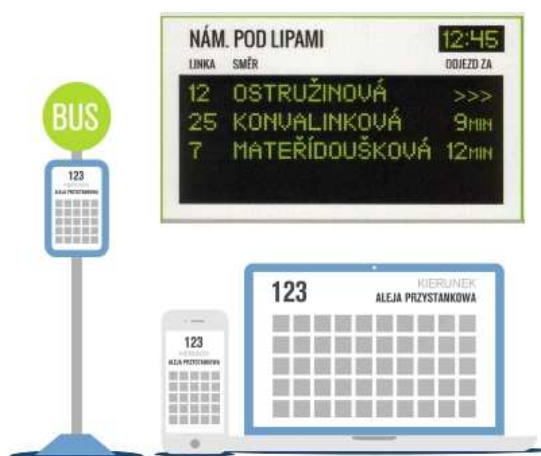 NÁM. POD LIPAMI 12:45
LINKA SMĚR ODJEZD ZA
12 OSTRUŽINOVÁ >>>
25 KONVALINKOVÁ 9MIN
7 MATEŘÍDOUŠKOVÁ 12MIN
BUS
123
KIERUNEK
ALEJA PRZYSTANKOWA
123
KIERUNEK
ALEJA PRZYSTANKOWA
123
KIERUNEK
ALEJA PRZYSTANKOWA